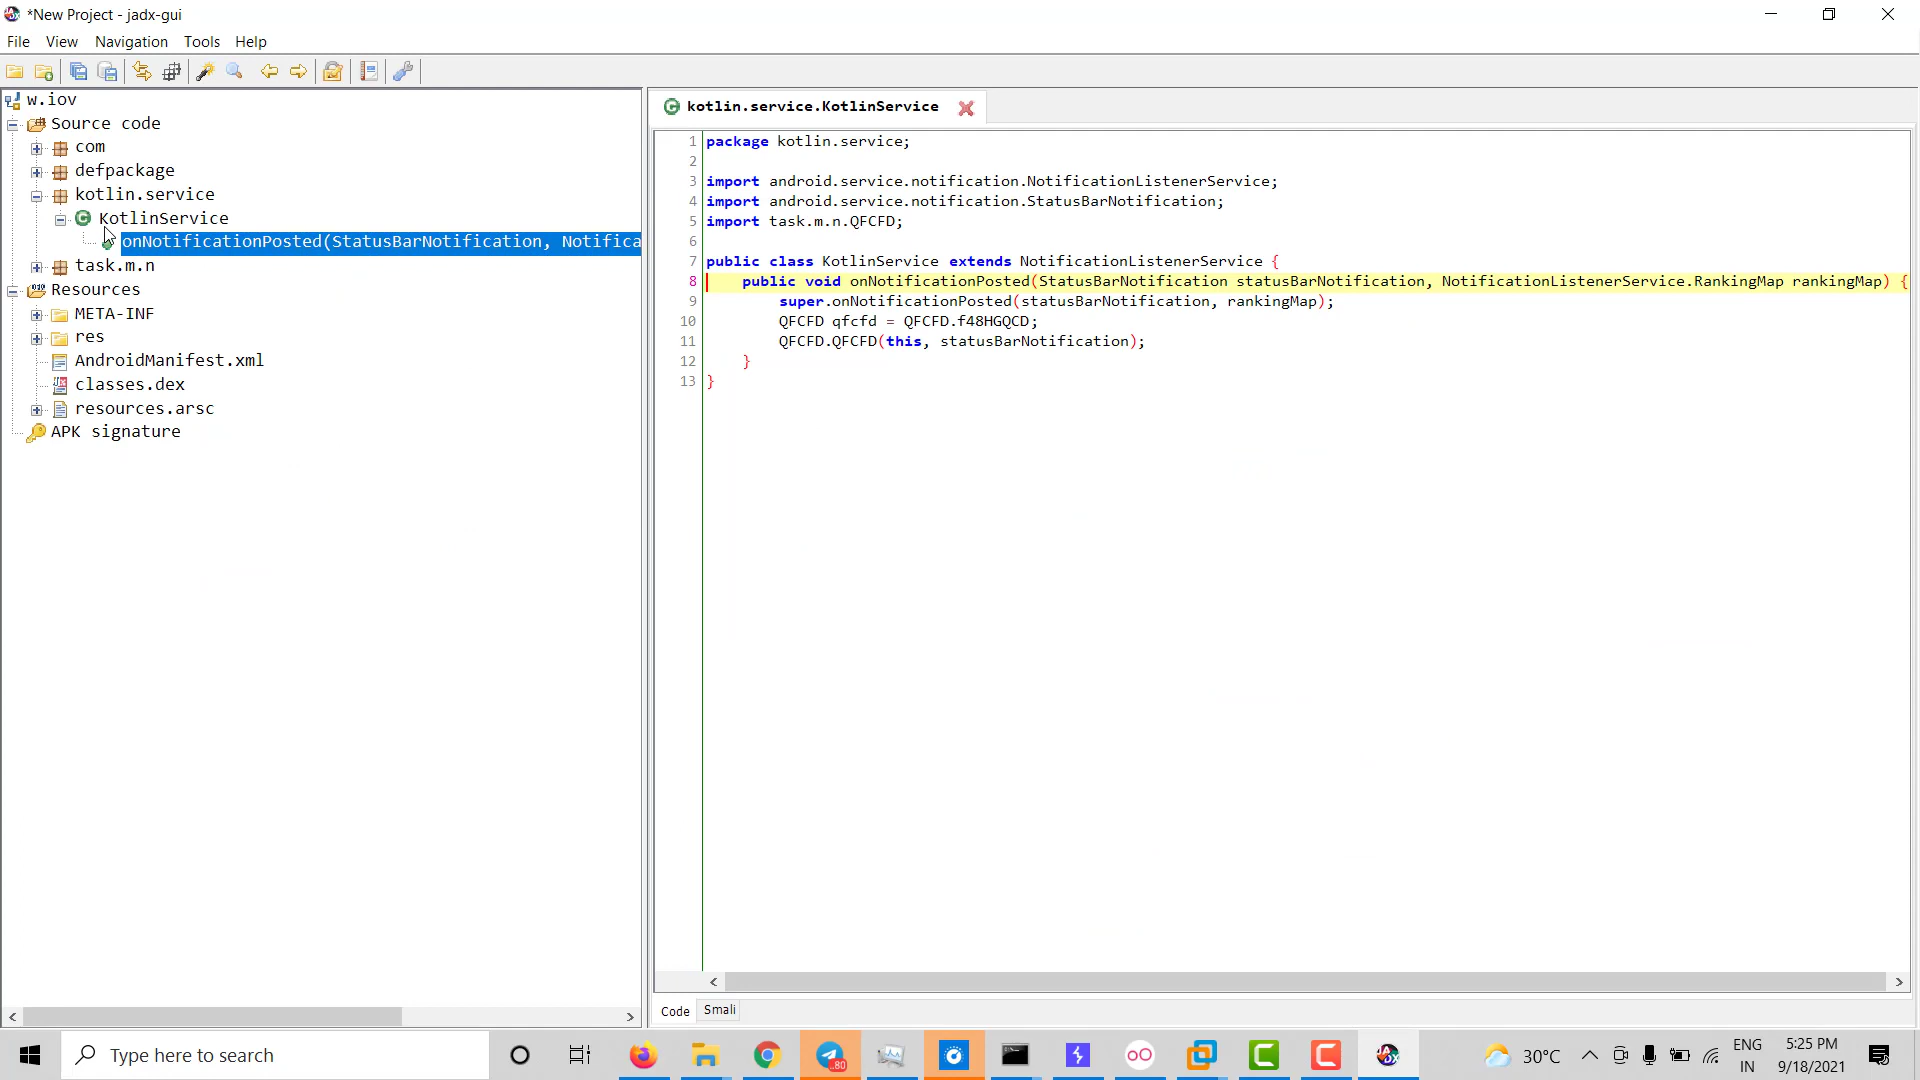 *New Project - jadx-gui
File View Navigation Tools Help
w.iov
Source code
com
defpackage
kotlin.service
KotlinService
onNotificationPosted(StatusBarNotification, Notifica
task.m.n
Resources
META-INF
res
AndroidManifest.xml
classes.dex
resources.arsc
APK signature
kotlin.service.KotlinService
1 package kotlin.service;
2
3 import android.service.notification.NotificationListenerService;
4 import android.service.notification.StatusBarNotification;
5 import task.m.n.QFCFD;
6
7 public class KotlinService extends NotificationListenerService {
8 public void onNotificationPosted(StatusBarNotification statusBarNotification, NotificationListenerService.RankingMap rankingMap) {
9 super.onNotificationPosted(statusBarNotification, rankingMap);
10 QFCFD qfcfd = QFCFD.f48HGQCD;
11 QFCFD.QFCFD(this, statusBarNotification);
12 }
13 }
Code Smali
Type here to search
80
30°C
ENG
IN
5:25 PM
9/18/2021